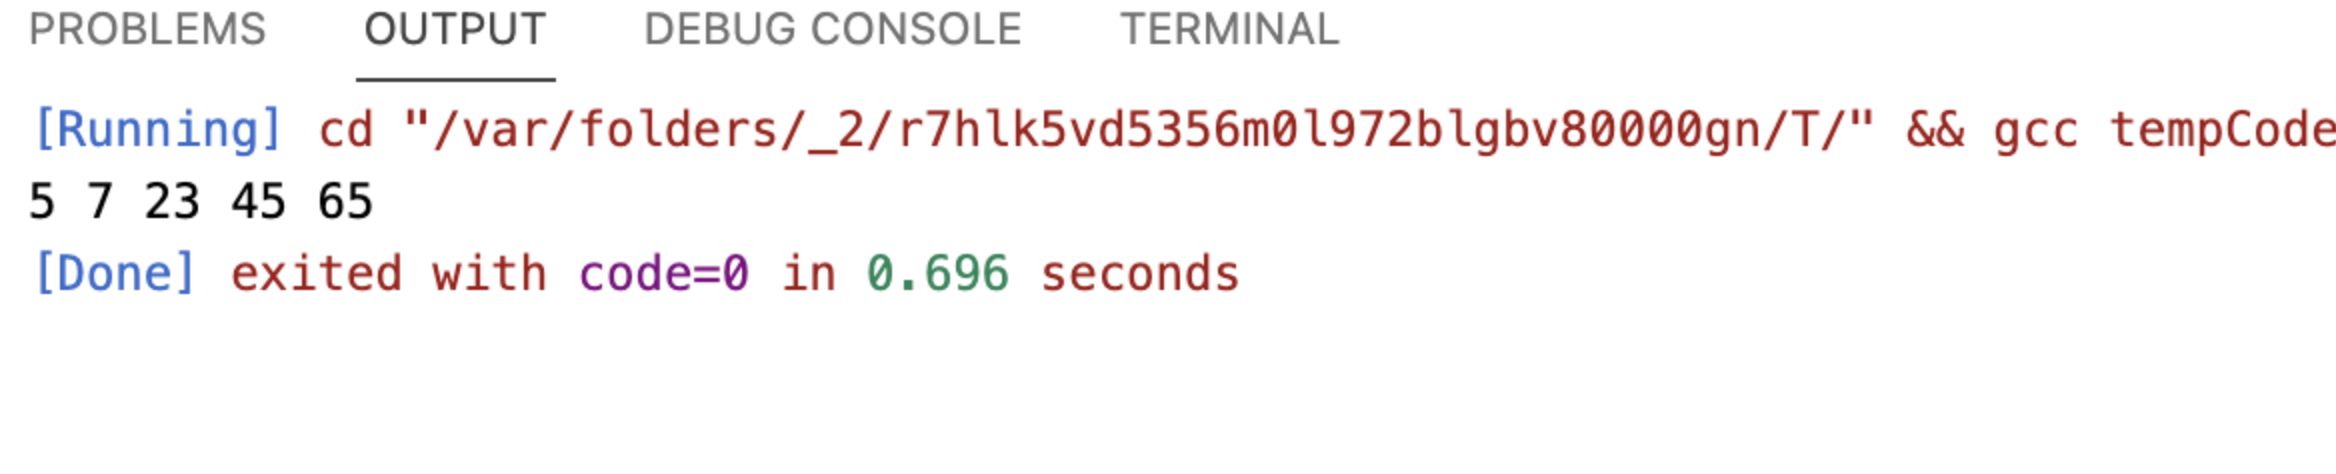 PROBLEMS OUTPUT DEBUG CONSOLE TERMINAL
[Running] cd "/var/folders/_2/r7hlk5vd5356m0l972blgbv80000gn/T/" && gcc tempCode
5 7 23 45 65
[Done] exited with code=0 in 0.696 seconds